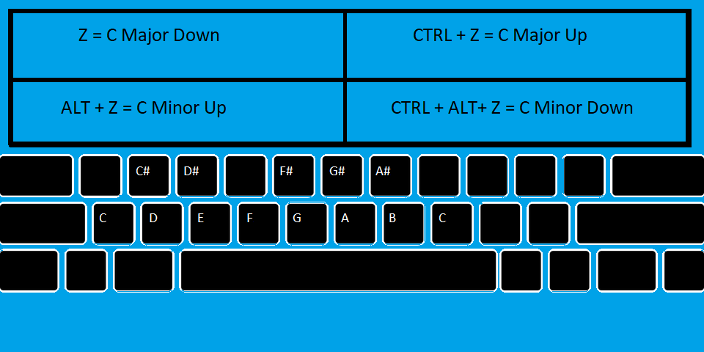 Z = C Major Down
CTRL + Z = C Major Up
ALT + Z = C Minor Up
CTRL + ALT+ Z = C Minor Down
C# D# F# G# A#
C D E F G A B C